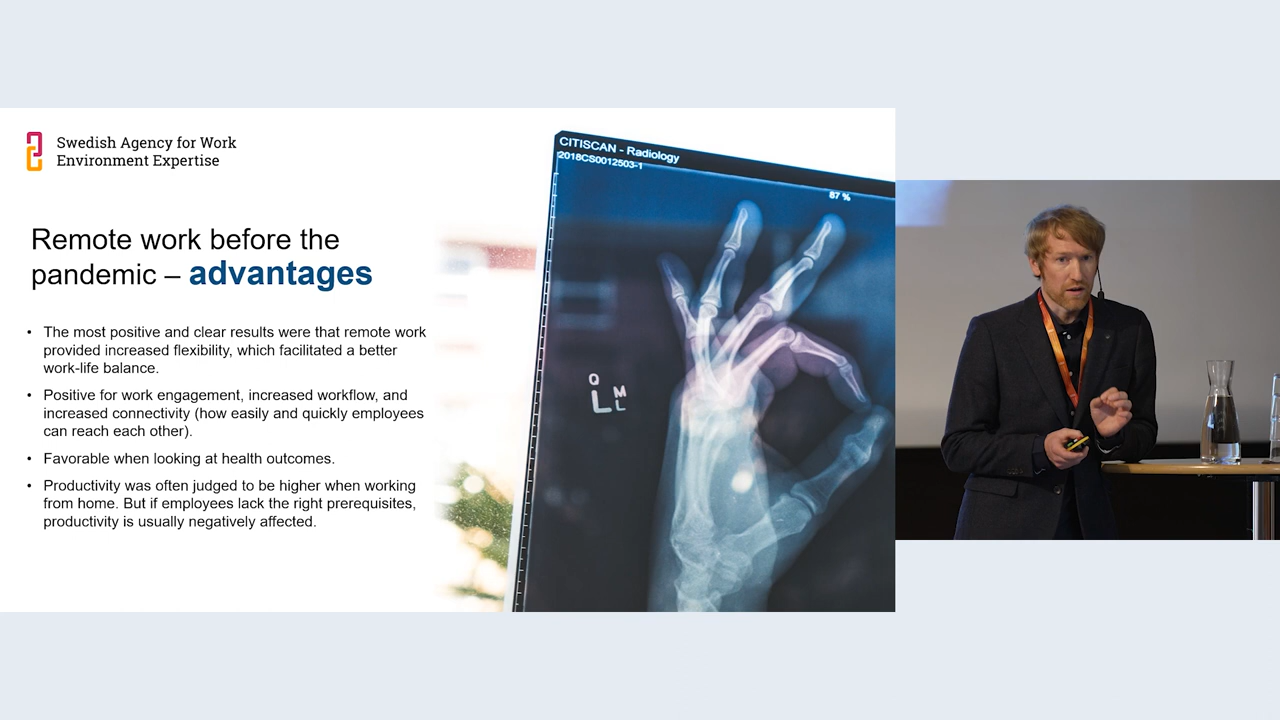 Swedish Agency for Work
Environment Expertise
Remote work before the
pandemic – advantages
• The most positive and clear results were that remote work
provided increased flexibility, which facilitated a better
work-life balance.
• Positive for work engagement, increased workflow, and
increased connectivity (how easily and quickly employees
can reach each other).
• Favorable when looking at health outcomes.
• Productivity was often judged to be higher when working
from home. But if employees lack the right prerequisites,
productivity is usually negatively affected.
CITISCAN - Radiology
2018CS0012503-1
87 %
O
L M
L